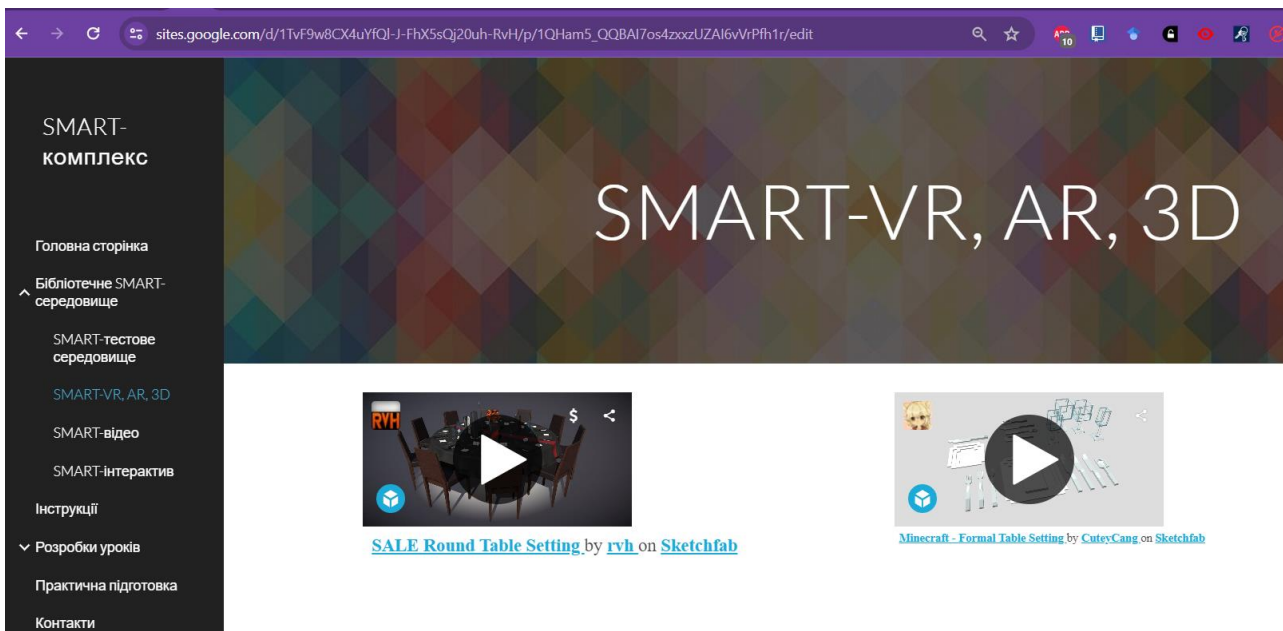 sites.google.com/d/1TvF9w8CX4uYfQl-J-FhX5sQj20uh-RvH/p/1QHam5_QQBAI7os4zxxzUZAI6vVrPfh1r/edit
10
SMART-
комплекс
Головна сторінка
Бібліотечне SMART-
середовище
SMART-тестове
середовище
SMART-VR, AR, 3D
SMART-відео
SMART-інтерактив
Інструкції
Розробки уроків
Практична підготовка
Контакти
SMART-VR, AR, 3D
RVH
$
SALE Round Table Setting by rvh on Sketchfab
Minecraft - Formal Table Setting by CuteyCang on Sketchfab